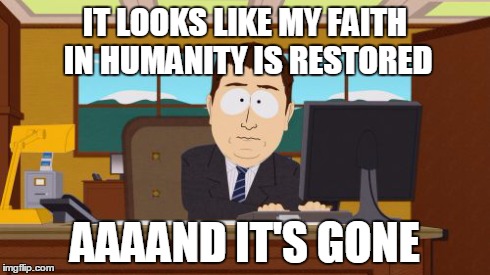 IT LOOKS LIKE MY FAITH
IN HUMANITY IS RESTORED
AAAAND IT'S GONE
imgflip.com